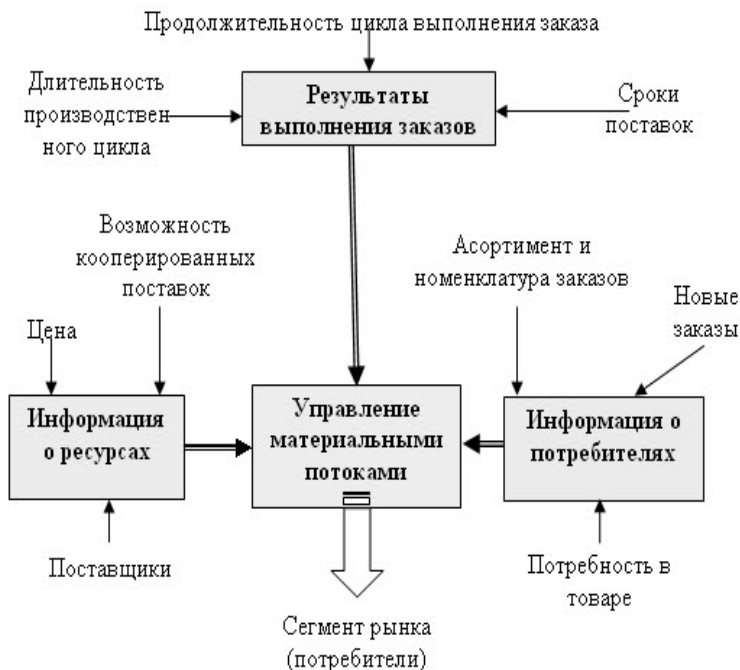 Продолжительность цикла выполнения заказа
Длительность
производствен
ного цикла
Результаты
выполнения заказов
Сроки
поставок
Возможность
кооперированных
поставок
Асортимент и
номенклатура заказов
Новые
заказы
Цена
Информация
о ресурсах
Управление
материальными
потоками
Информация о
потребителях
Поставщики
Потребность в
товаре
Сегмент рынка
(потребители)